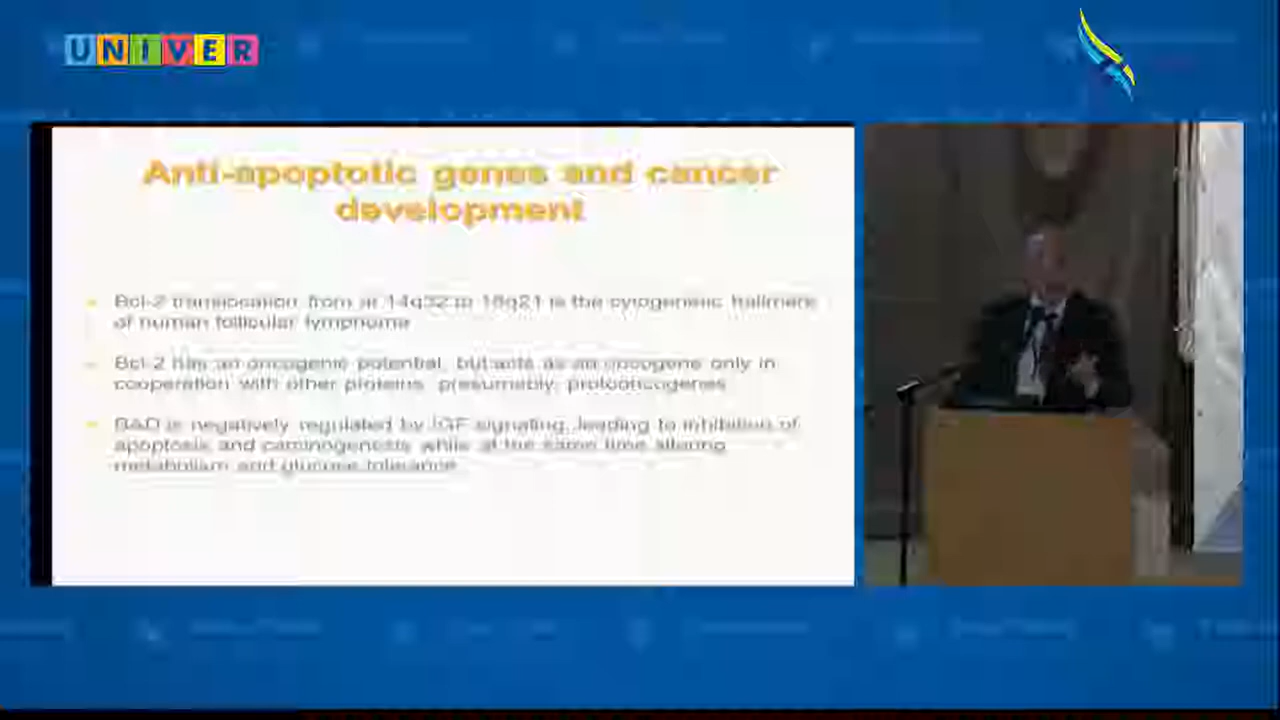 UNIVER
Anti-apoptotic genes and cancer
development
Bcl-2 translocation from at 14q32 to 18q21 is the cytogenetic hallmark
of human follicular lymphoma
Bcl-2 has an oncogenic potential, but acts as an oncogene only in
cooperation with other proteins, presumably, protooncogenes
BAD is negatively regulated by IGF signaling, leading to inhibition of
apoptosis and carcinogenesis while at the same time altering
metabolism and glucose tolerance